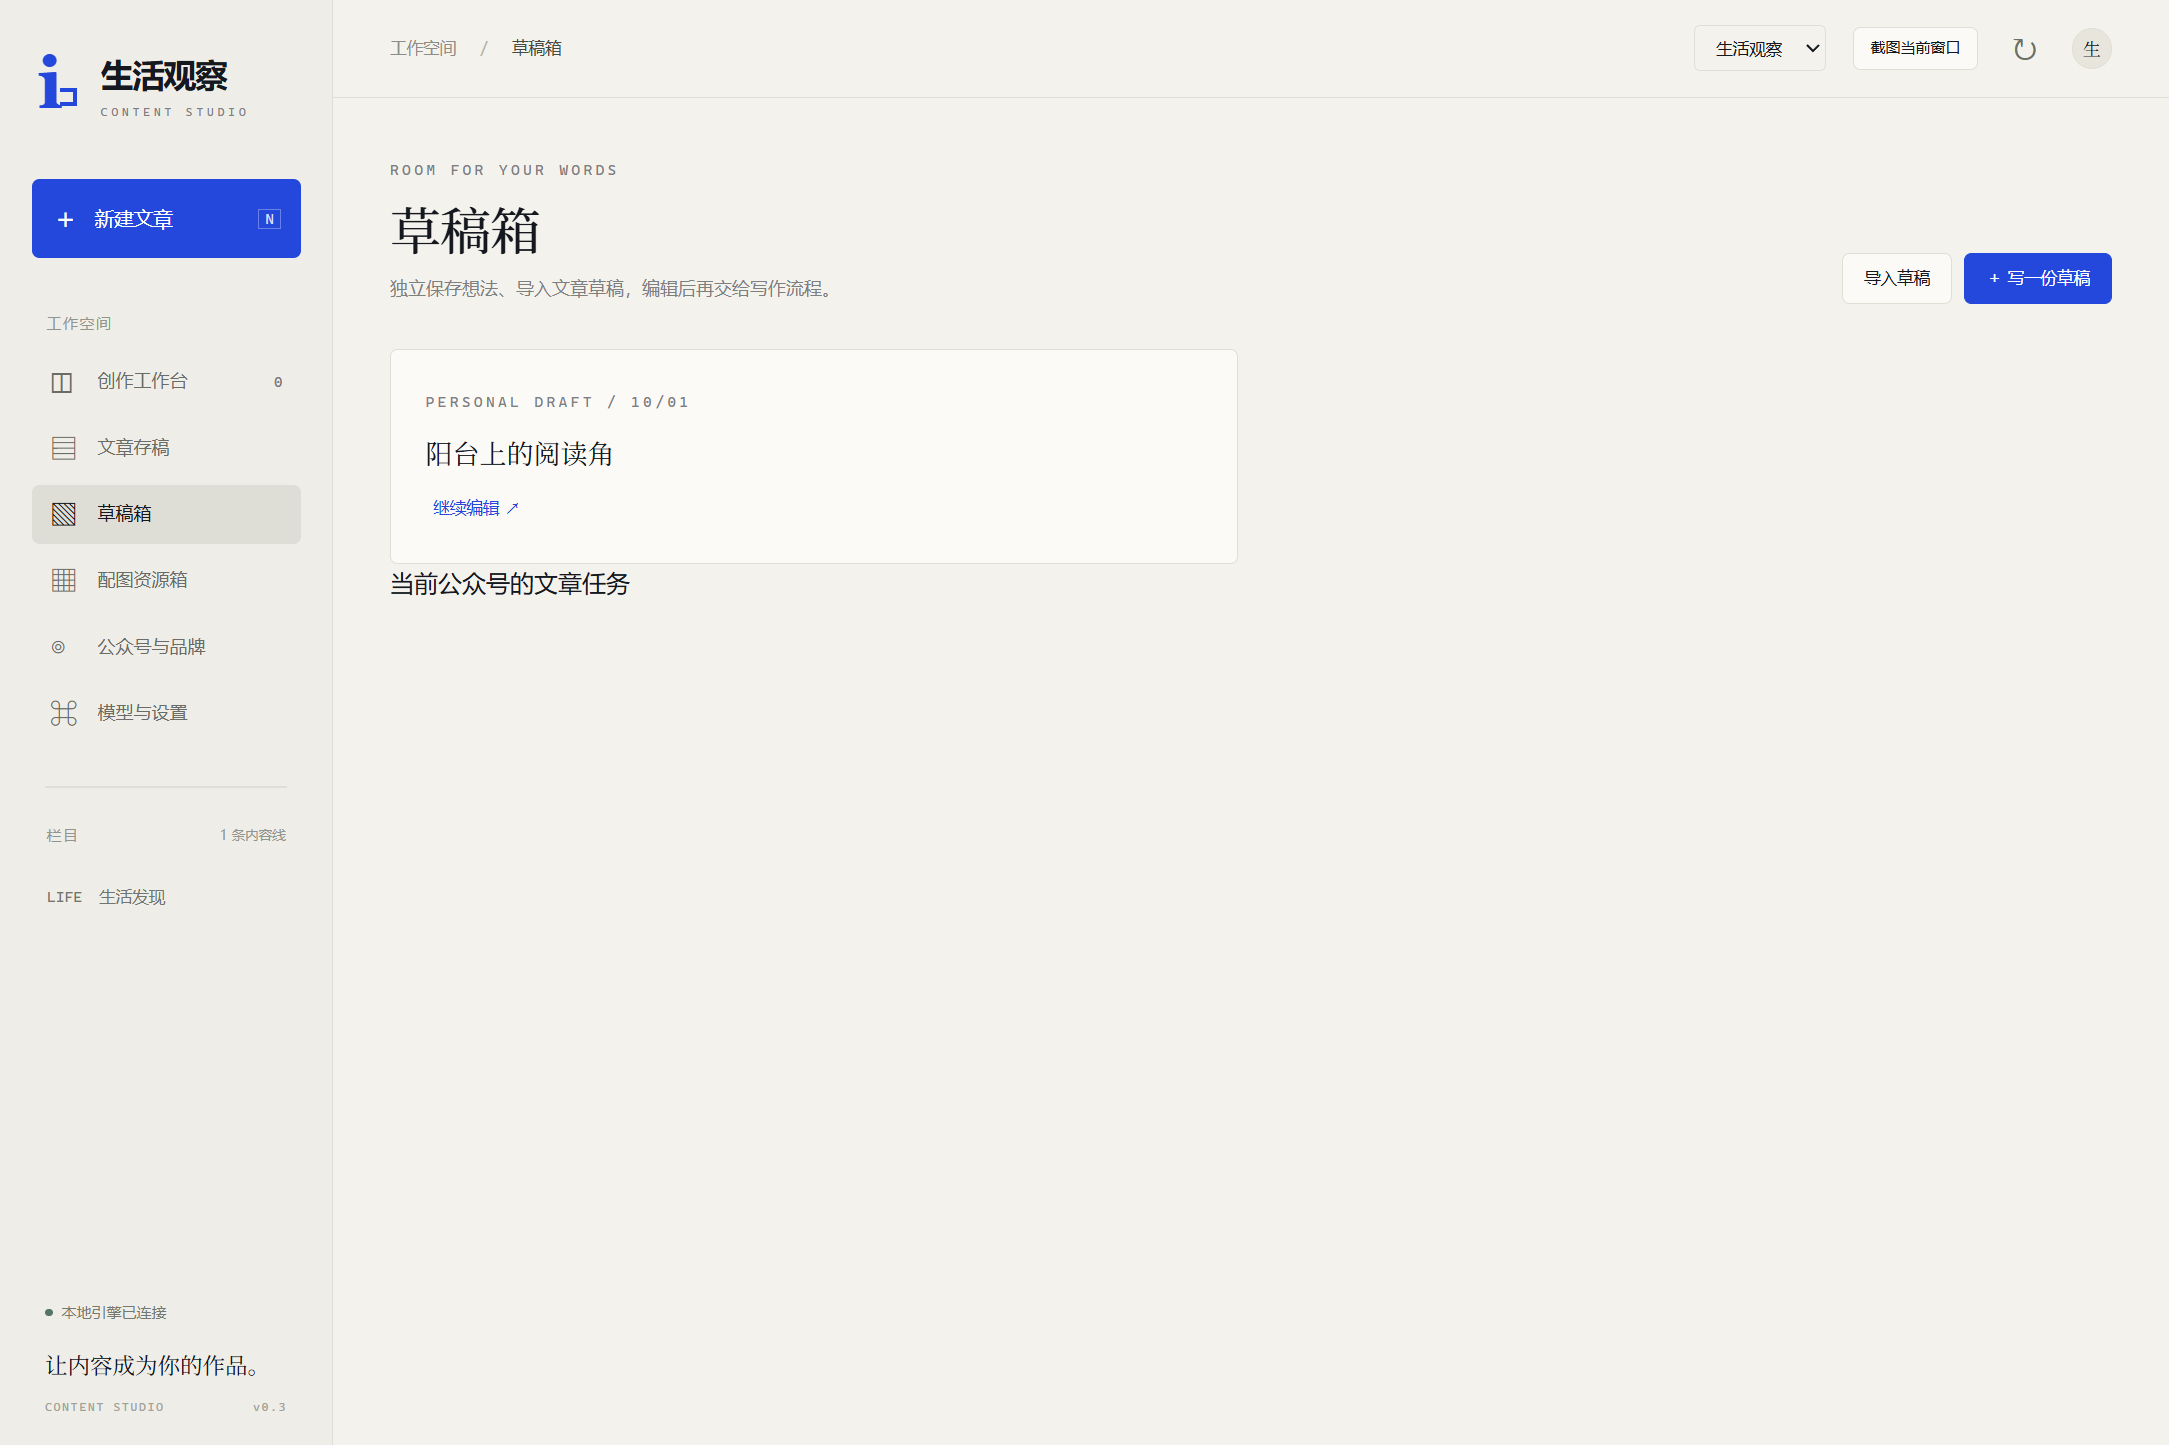 生活观察
CONTENT STUDIO
+ 新建文章 N
工作空间
创作工作台 0
文章存稿
草稿箱
配图资源箱
公众号与品牌
模型与设置
栏目 1 条内容线
LIFE 生活发现
本地引擎已连接
让内容成为你的作品。
CONTENT STUDIO v0.3
工作空间 / 草稿箱
生活观察 截图当前窗口 生
ROOM FOR YOUR WORDS
草稿箱
独立保存想法、导入文章草稿，编辑后再交给写作流程。
导入草稿 + 写一份草稿
PERSONAL DRAFT / 10/01
阳台上的阅读角
继续编辑 ↗
当前公众号的文章任务